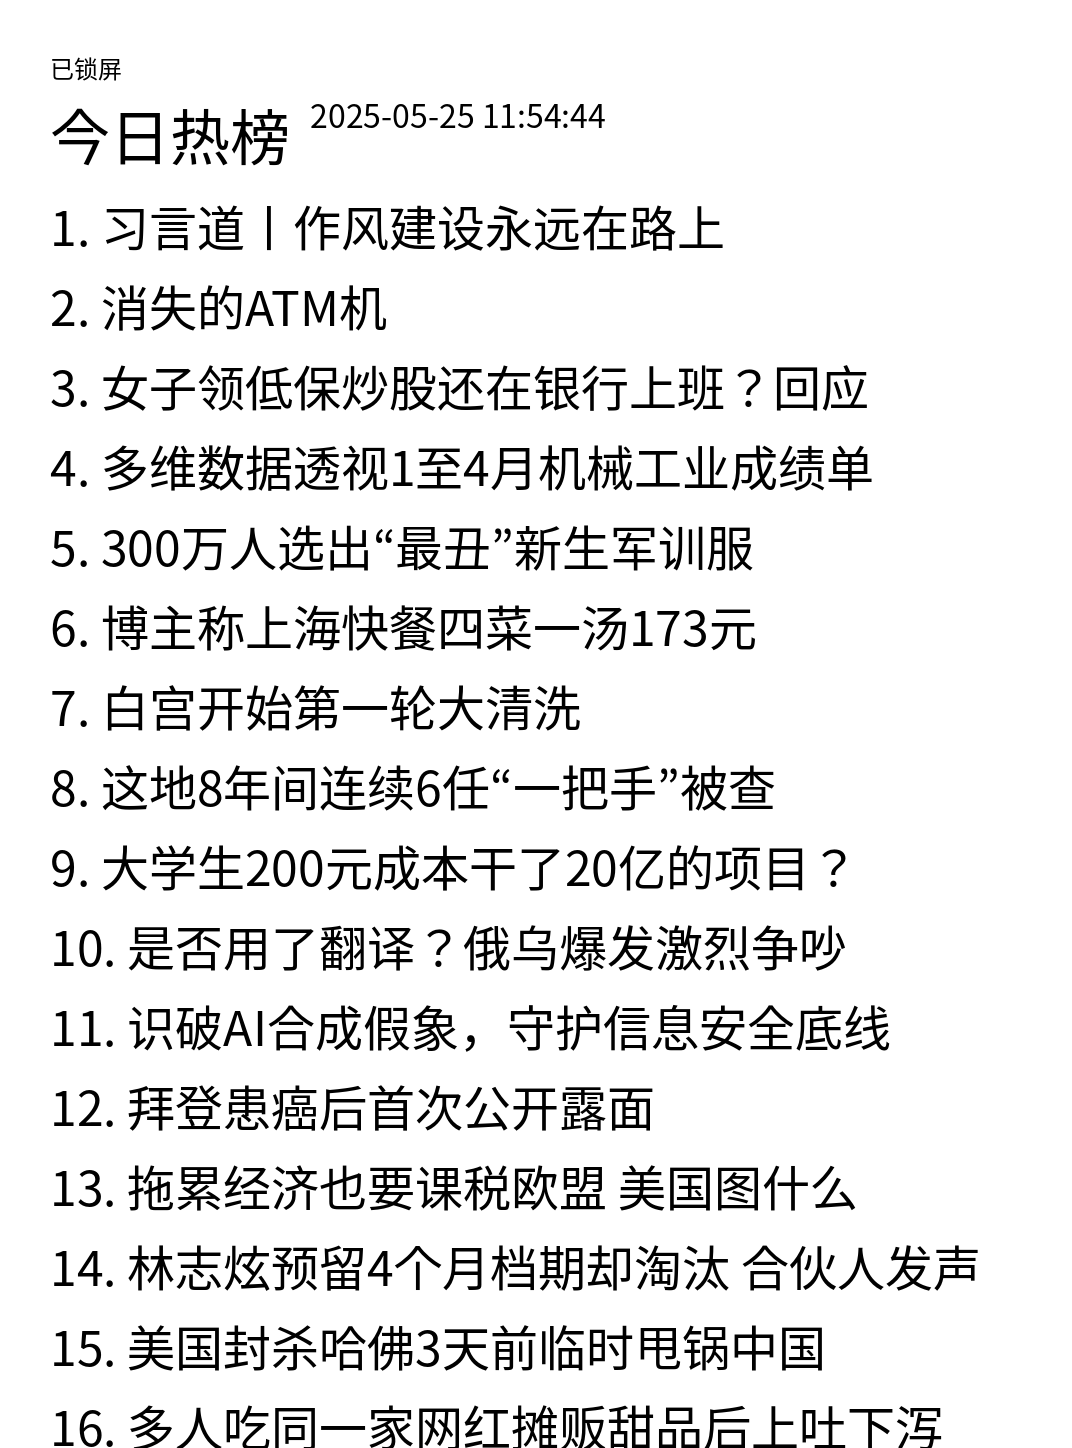 已锁屏
今日热榜 2025-05-25 11:54:44
1. 习言道丨作风建设永远在路上
2. 消失的ATM机
3. 女子领低保炒股还在银行上班？回应
4. 多维数据透视1至4月机械工业成绩单
5. 300万人选出“最丑”新生军训服
6. 博主称上海快餐四菜一汤173元
7. 白宫开始第一轮大清洗
8. 这地8年间连续6任“一把手”被查
9. 大学生200元成本干了20亿的项目？
10. 是否用了翻译？俄乌爆发激烈争吵
11. 识破AI合成假象，守护信息安全底线
12. 拜登患癌后首次公开露面
13. 拖累经济也要课税欧盟 美国图什么
14. 林志炫预留4个月档期却淘汰 合伙人发声
15. 美国封杀哈佛3天前临时甩锅中国
16. 多人吃同一家网红摊贩甜品后上吐下泻